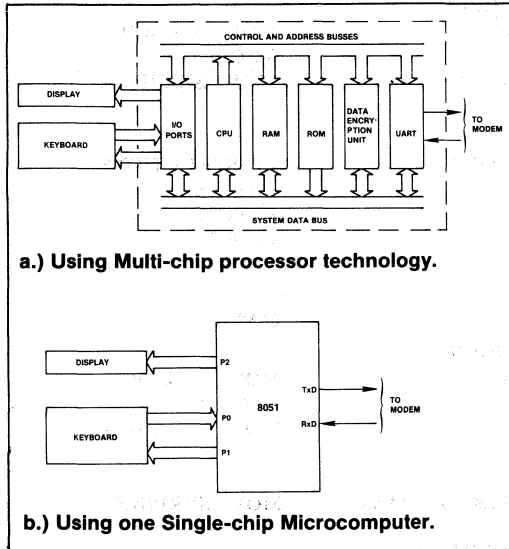 CONTROL AND ADDRESS BUSSES
DISPLAY
KEYBOARD
I/O
PORTS
CPU
RAM
ROM
DATA
ENCRYP-
TION
UNIT
UART
TO
MODEM
SYSTEM DATA BUS
a.) Using Multi-chip processor technology.
DISPLAY
KEYBOARD
P2
P0
P1
8051
TxD
RxD
TO
MODEM
b.) Using one Single-chip Microcomputer.